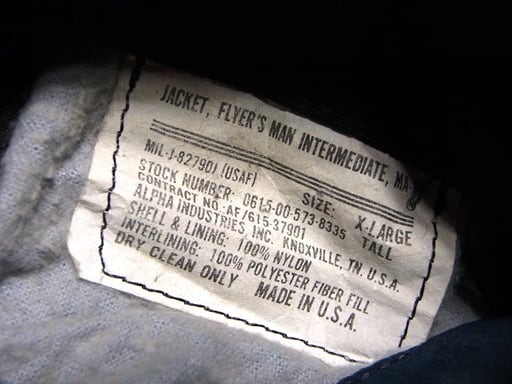 JACKET, FLYER'S MAN INTERMEDIATE, MA-
®
MIL-J-8279DJ (USAF) SIZE: X-LARGE
STOCK NUMBER: 0615-00-573-8335 TALL
CONTRACT NO. AF/615-37901
ALPHA INDUSTRIES, INC. KNOXVILLE, TN. U.S.A.
SHELL & LINING: 100% NYLON
INTERLINING: 100% POLYESTER FIBER FILL
DRY CLEAN ONLY MADE IN U.S.A.